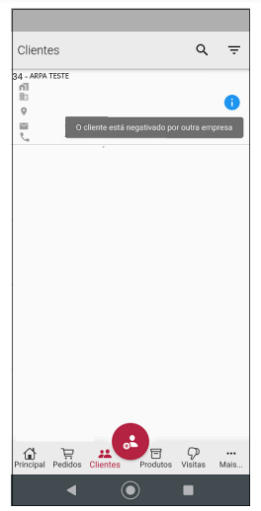 Clientes
34 - ARPA TESTE
O cliente está negativado por outra empresa
Principal Pedidos Clientes Produtos Visitas Mais...